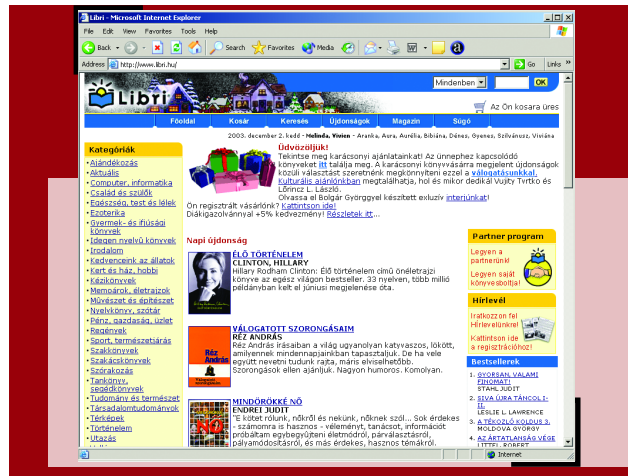 Libri - Microsoft Internet Explorer
File Edit View Favorites Tools Help
Back Search Favorites Media
Address http://www.libri.hu/ Go Links »
Libri
Mindenben OK
Az Ön kosara üres
Főoldal Kosár Keresés Újdonságok Magazin Súgó
2003. december 2. kedd - Melinda, Vivien - Aranka, Aura, Aurélia, Bibiána, Dénes, Gyenes, Szilvánusz, Viviána
Kategóriák
•Ajándékozás
•Aktuális
•Computer, informatika
•Család és szülők
•Egészség, test és lélek
•Ezoterika
•Gyermek- és ifjúsági
könyvek
•Idegen nyelvű könyvek
•Irodalom
•Kedvenceink az állatok
•Kert és ház, hobbi
•Kézikönyvek
•Memoárok, életrajzok
•Művészet és építészet
•Nyelvkönyv, szótár
•Pénz, gazdaság, üzlet
•Regények
•Sport, természetjárás
•Szakkönyvek
•Szakácskönyvek
•Szórakozás
•Tankönyv,
segédkönyvek
•Tudomány és természet
•Társadalomtudományok
•Térképek
•Történelem
•Utazás
Üdvözöljük!
Tekintse meg karácsonyi ajánlatainkat! Az ünnephez kapcsolódó
könyveket itt találja meg. A karácsonyi könyvvásárra megjelent újdonságok
közüli választást szeretnénk megkönnyíteni ezzel a válogatásunkkal.
Kulturális ajánlónkban megtalálhatja, hol és mikor dedikál Vujity Tvrtko és
Lőrincz L. László.
Olvassa el Bolgár Györggyel készített exluzív interjúnkat!
Ön regisztrált vásárlónk? Kattintson ide!
Diákigazolvánnyal +5% kedvezmény! Részletek itt...
Napi újdonság
ÉLŐ TÖRTÉNELEM
CLINTON, HILLARY
Hillary Rodham Clinton: Élő történelem című önéletrajzi
könyve az egész világon bestseller. 33 nyelven, több millió
példányban kelt el júniusi megjelenése óta.
VÁLOGATOTT SZORONGÁSAIM
RÉZ ANDRÁS
Réz András írásaiban a világ ugyanolyan katyvaszos, lökött,
amilyennek mindennapjainkban tapasztaljuk. De ha vele
együtt nevetni tudunk rajta, máris elviselhetőbb.
Szorongások ellen ajánljuk. Nagyon humoros. Komolyan.
Réz
András
MINDÖRÖKKÉ NŐ
ENDREI JUDIT
"E kötet rólunk, nőkről és nekünk, nőknek szól... Sok érdekes
- számomra is hasznos - véleményt, tanácsot, információt
próbáltam egybegyűjteni életmódról, párválasztásról,
pályamódosításról, és más érdekes, hasznos témákról.
NŐ
Partner program
Legyen a
partnerünk!
Legyen saját
könyvesboltja!
Hírlevél
Iratkozzon fel
Hírlevelünkre!
Kattintson ide
a regisztrációhoz!
Bestsellerek
1. GYORSAN, VALAMI
FINOMAT!
STAHL JUDIT
2. SIVA ÚJRA TÁNCOL I-
II.
LESLIE L. LAWRENCE
3. A TÉKOZLÓ KOLDUS 3.
MOLDOVA GYÖRGY
4. AZ ÁRTATLANSÁG VÉGE
LITTEL, ROBERT
Internet